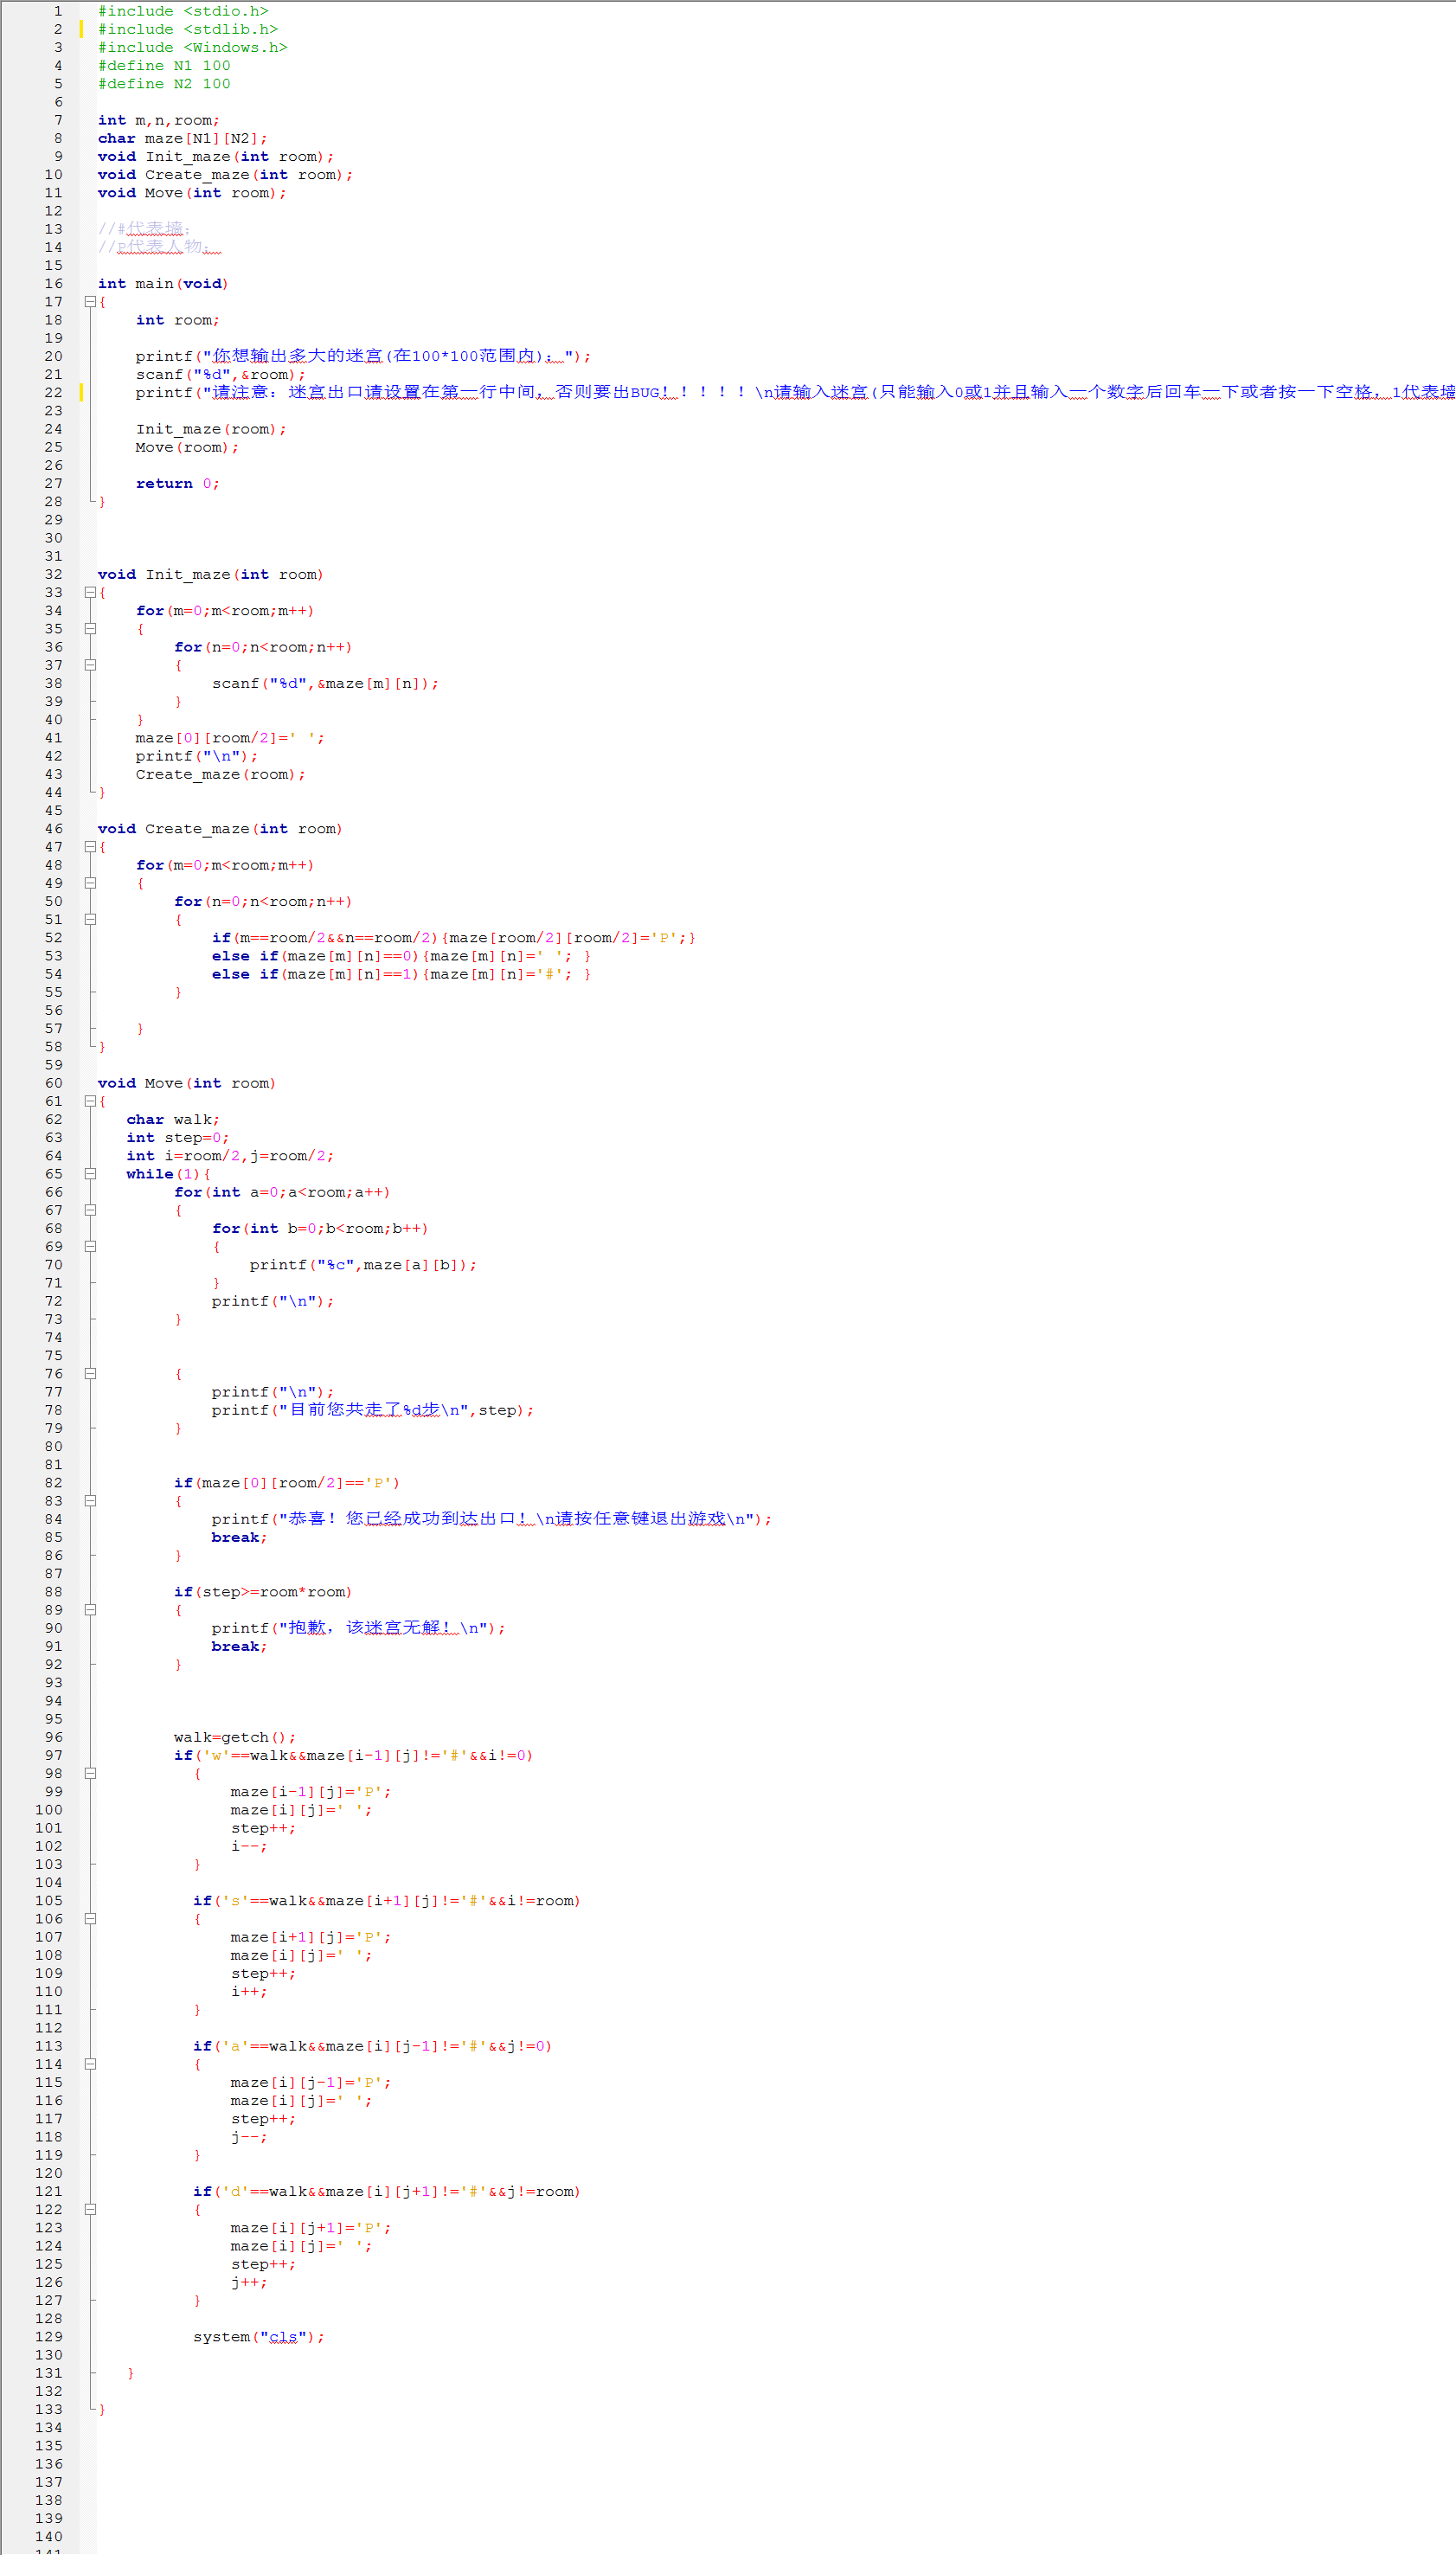 1 #include <stdio.h>
2 #include <stdlib.h>
3 #include <Windows.h>
4 #define N1 100
5 #define N2 100
6
7 int m,n,room;
8 char maze[N1][N2];
9 void Init_maze(int room);
10 void Create_maze(int room);
11 void Move(int room);
12
13 //#代表墙;
14 //P代表人物;
15
16 int main(void)
17 {
18 int room;
19
20 printf("你想输出多大的迷宫(在100*100范围内):");
21 scanf("%d",&room);
22 printf("请注意:迷宫出口请设置在第一行中间,否则要出BUG!!!!!\n请输入迷宫(只能输入0或1并且输入一个数字后回车一下或者按一下空格,1代表墙
23
24 Init_maze(room);
25 Move(room);
26
27 return 0;
28 }
29
30
31
32 void Init_maze(int room)
33 {
34 for(m=0;m<room;m++)
35 {
36 for(n=0;n<room;n++)
37 {
38 scanf("%d",&maze[m][n]);
39 }
40 }
41 maze[0][room/2]=' ';
42 printf("\n");
43 Create_maze(room);
44 }
45
46 void Create_maze(int room)
47 {
48 for(m=0;m<room;m++)
49 {
50 for(n=0;n<room;n++)
51 {
52 if(m==room/2&&n==room/2){maze[room/2][room/2]='P';}
53 else if(maze[m][n]==0){maze[m][n]=' '; }
54 else if(maze[m][n]==1){maze[m][n]='#'; }
55 }
56
57 }
58 }
59
60 void Move(int room)
61 {
62 char walk;
63 int step=0;
64 int i=room/2,j=room/2;
65 while(1){
66 for(int a=0;a<room;a++)
67 {
68 for(int b=0;b<room;b++)
69 {
70 printf("%c",maze[a][b]);
71 }
72 printf("\n");
73 }
74
75
76 {
77 printf("\n");
78 printf("目前您共走了%d步\n",step);
79 }
80
81
82 if(maze[0][room/2]=='P')
83 {
84 printf("恭喜!您已经成功到达出口!\n请按任意键退出游戏\n");
85 break;
86 }
87
88 if(step>=room*room)
89 {
90 printf("抱歉,该迷宫无解!\n");
91 break;
92 }
93
94
95
96 walk=getch();
97 if('w'==walk&&maze[i-1][j]!='#'&&i!=0)
98 {
99 maze[i-1][j]='P';
100 maze[i][j]=' ';
101 step++;
102 i--;
103 }
104
105 if('s'==walk&&maze[i+1][j]!='#'&&i!=room)
106 {
107 maze[i+1][j]='P';
108 maze[i][j]=' ';
109 step++;
110 i++;
111 }
112
113 if('a'==walk&&maze[i][j-1]!='#'&&j!=0)
114 {
115 maze[i][j-1]='P';
116 maze[i][j]=' ';
117 step++;
118 j--;
119 }
120
121 if('d'==walk&&maze[i][j+1]!='#'&&j!=room)
122 {
123 maze[i][j+1]='P';
124 maze[i][j]=' ';
125 step++;
126 j++;
127 }
128
129 system("cls");
130
131 }
132
133 }
134
135
136
137
138
139
140